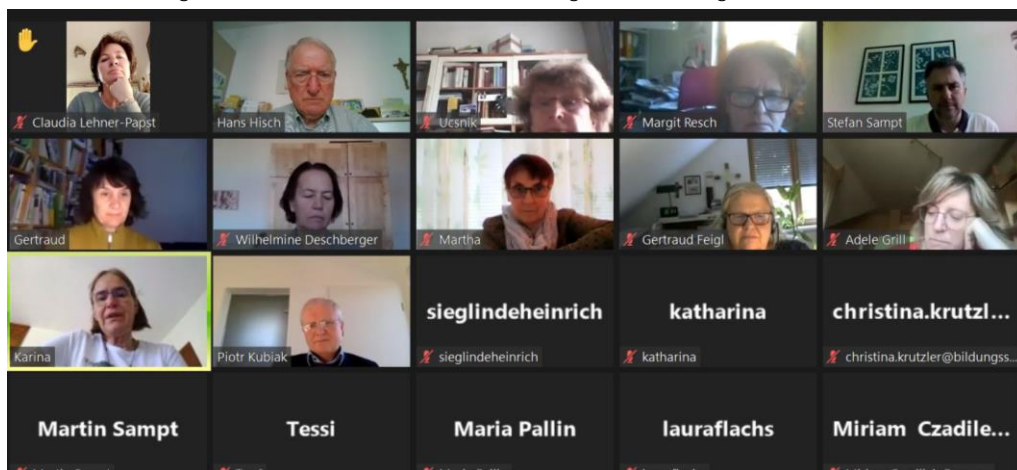 Claudia Lehner-Papst
Hans Hisch
Ucsnik
Margit Resch
Stefan Sampt
Gertraud
Wilhelmine Deschberger
Martha
Gertraud Feigl
Adele Grill
Karina
Piotr Kubiak
sieglindeheinrich
sieglindeheinrich
katharina
katharina
christina.krutzl...
christina.krutzler@bildungss...
Martin Sampt
Tessi
Maria Pallin
lauraflachs
Miriam Czadile...